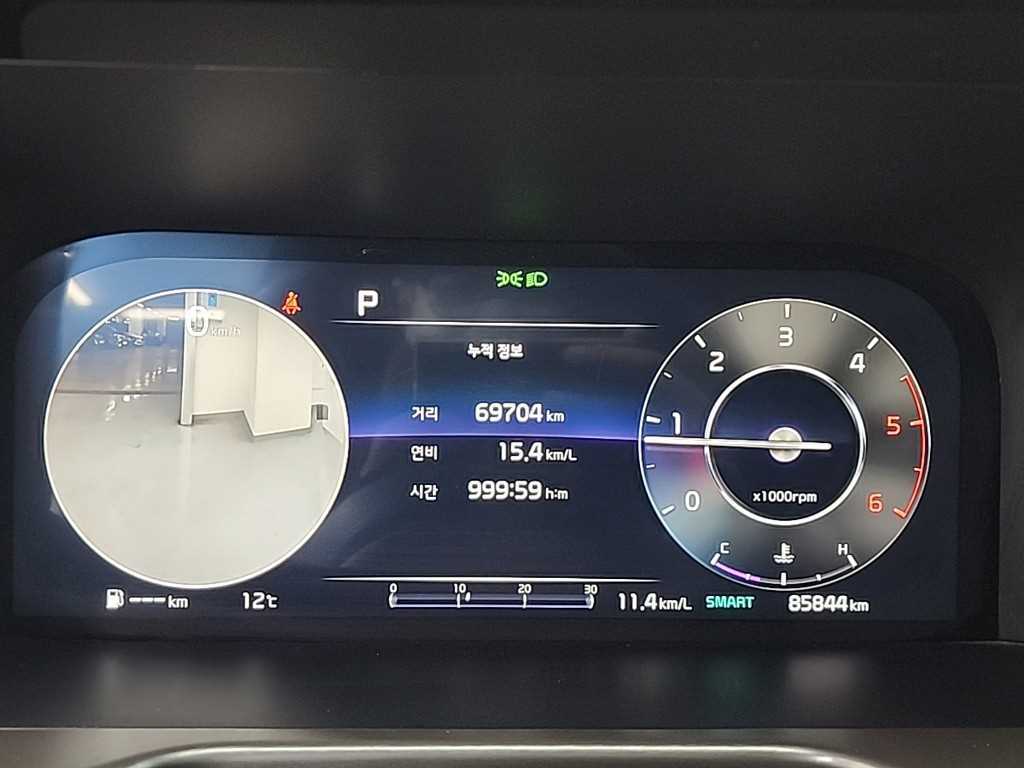 0 km/h
P
누적 정보
거리 69704 km
연비 15.4 km/L
시간 999:59 h:m
0
1
2
3
4
5
6
x1000rpm
C H
--- km
12℃
0 10 20 30
11.4 km/L
SMART
85844 km